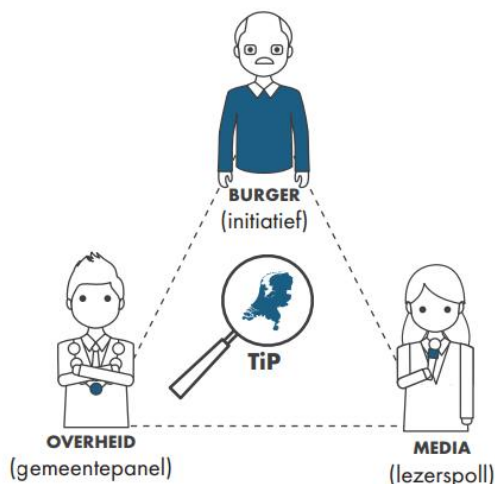 BURGER
(initiatief)
TiP
OVERHEID
(gemeentepanel)
MEDIA
(lezerspoll)